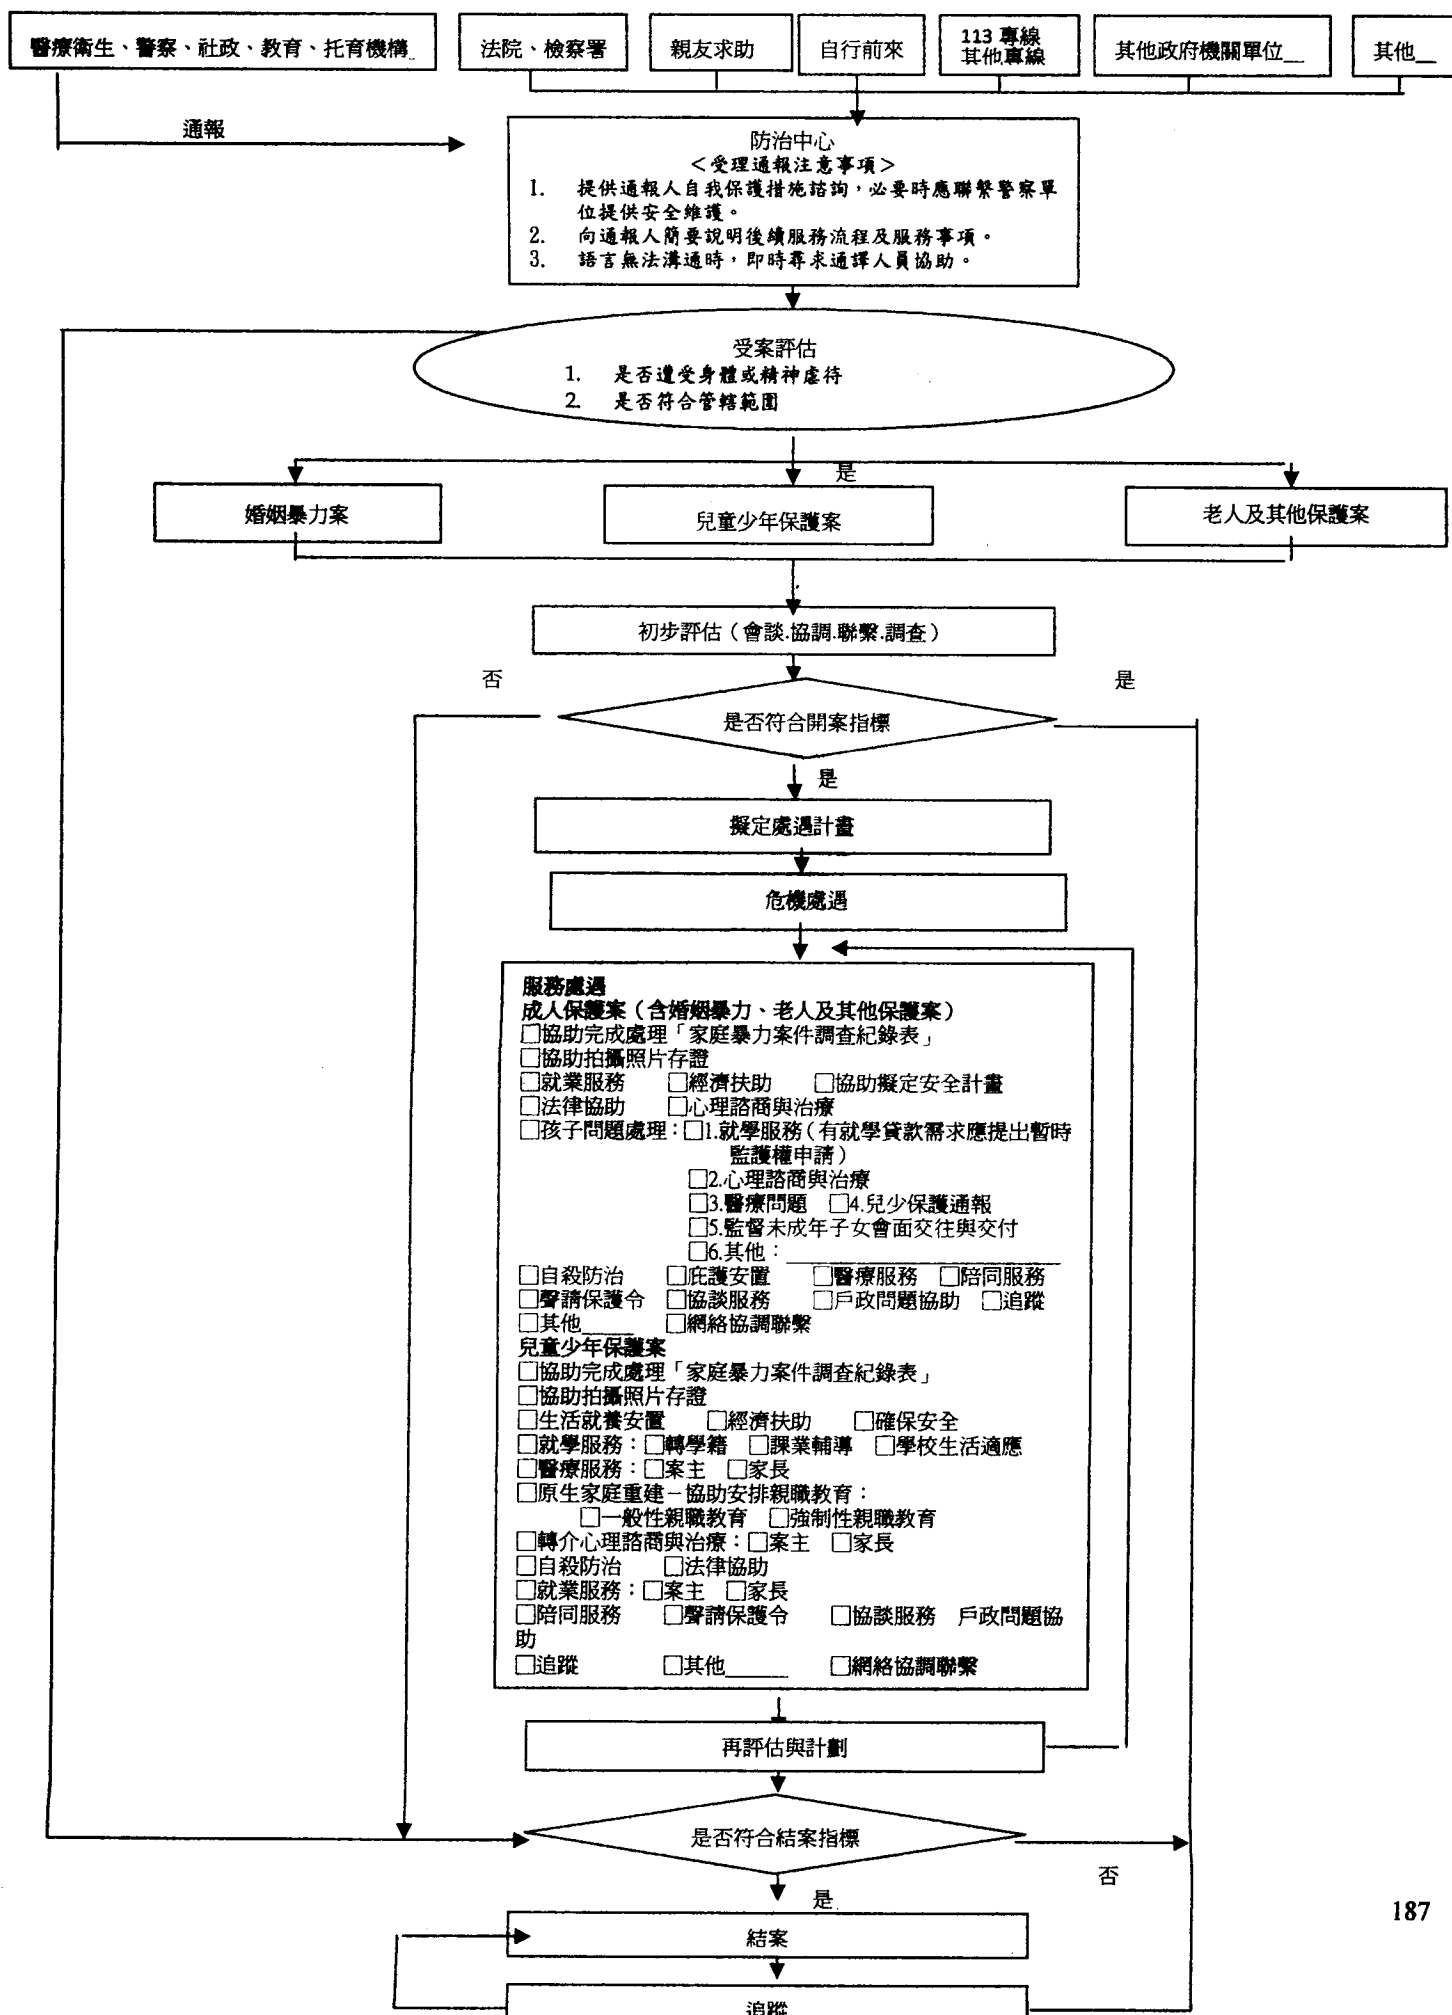 醫療衛生、警察、社政、教育、托育機構
法院、檢察署
親友求助
自行前來
113 專線
其他專線
其他政府機關單位__
其他__
通報
防治中心
＜受理通報注意事項＞
1. 提供通報人自我保護措施諮詢，必要時應聯繫警察單
位提供安全維護。
2. 向通報人簡要說明後續服務流程及服務事項。
3. 語言無法溝通時，即時尋求通譯人員協助。
受案評估
1. 是否遭受身體或精神虐待
2. 是否符合管轄範圍
是
婚姻暴力案
兒童少年保護案
老人及其他保護案
初步評估（會談.協調.聯繫.調查）
否
是
是否符合開案指標
是
擬定處遇計畫
危機處遇
服務處遇
成人保護案（含婚姻暴力、老人及其他保護案）
□協助完成處理「家庭暴力案件調查紀錄表」
□協助拍攝照片存證
□就業服務 □經濟扶助 □協助擬定安全計畫
□法律協助 □心理諮商與治療
□孩子問題處理：□1.就學服務（有就學貸款需求應提出暫時
監護權申請）
□2.心理諮商與治療
□3.醫療問題 □4.兒少保護通報
□5.監督未成年子女會面交往與交付
□6.其他：____________________
□自殺防治 □庇護安置 □醫療服務 □陪同服務
□聲請保護令 □協談服務 □戶政問題協助 □追蹤
□其他_____ □網絡協調聯繫
兒童少年保護案
□協助完成處理「家庭暴力案件調查紀錄表」
□協助拍攝照片存證
□生活就養安置 □經濟扶助 □確保安全
□就學服務：□轉學籍 □課業輔導 □學校生活適應
□醫療服務：□案主 □家長
□原生家庭重建－協助安排親職教育：
□一般性親職教育 □強制性親職教育
□轉介心理諮商與治療：□案主 □家長
□自殺防治 □法律協助
□就業服務：□案主 □家長
□陪同服務 □聲請保護令 □協談服務 戶政問題協
助
□追蹤 □其他______ □網絡協調聯繫
再評估與計劃
是否符合結案指標
否
是
187
結案
追蹤